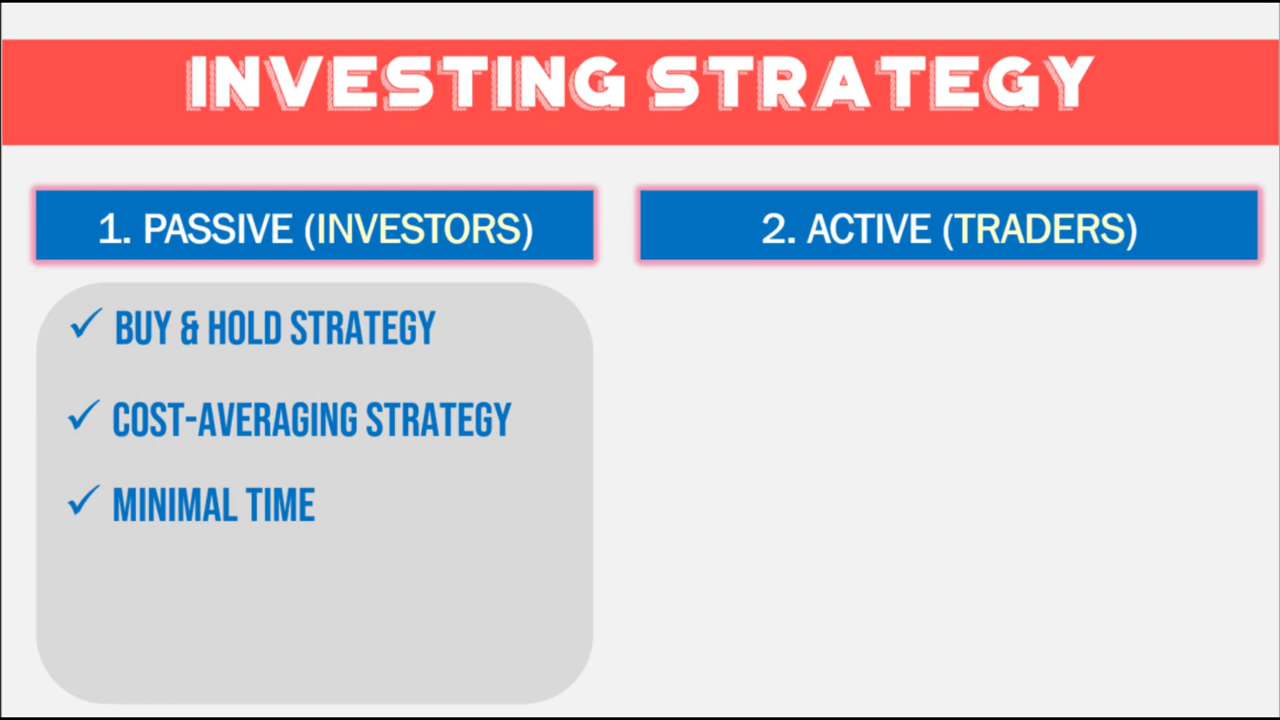 INVESTING STRATEGY
1. PASSIVE (INVESTORS)
2. ACTIVE (TRADERS)
✓ BUY & HOLD STRATEGY
✓ COST-AVERAGING STRATEGY
✓ MINIMAL TIME